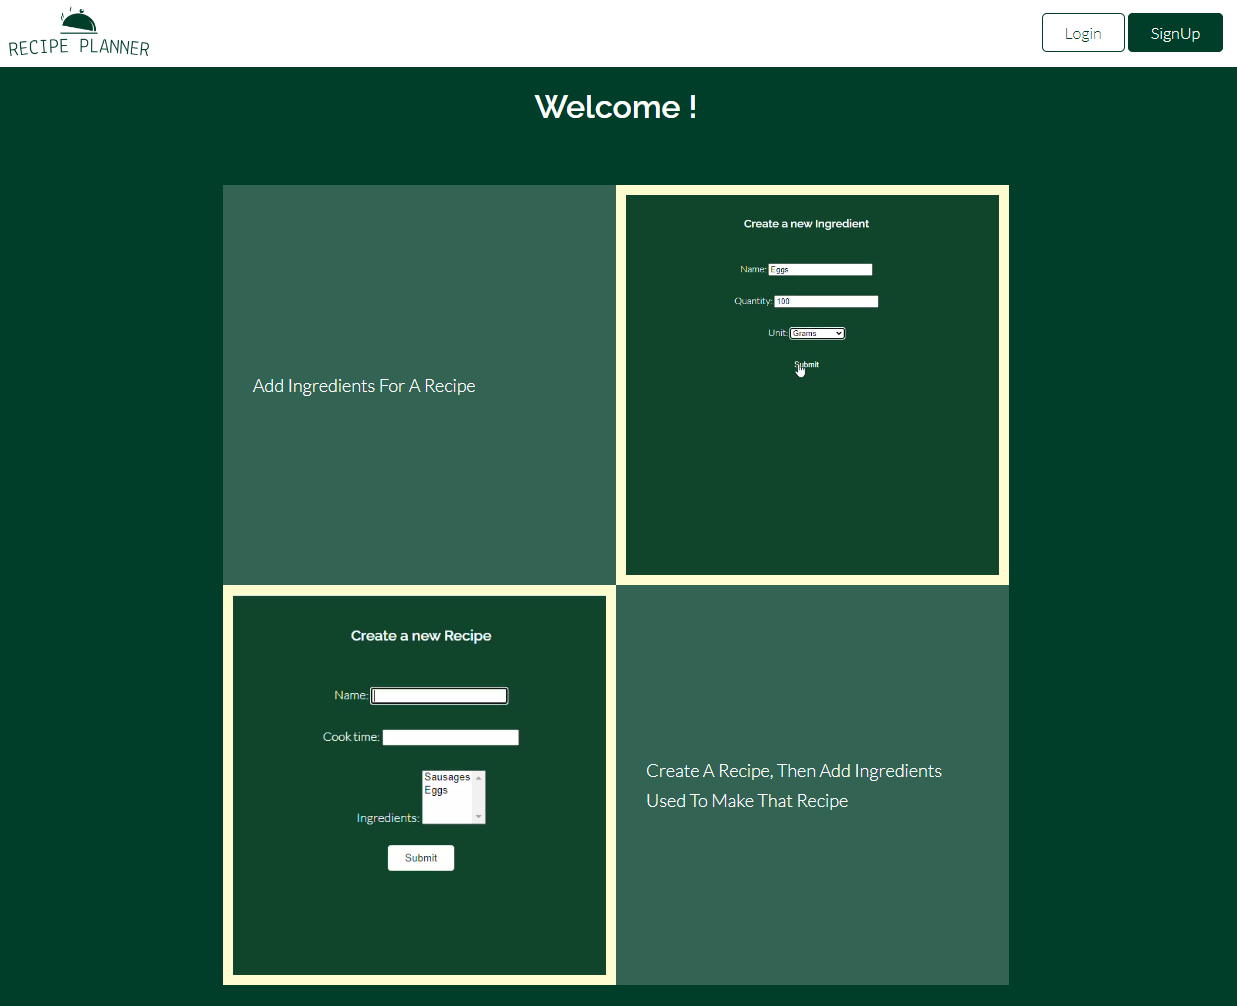 RECIPE PLANNER
Login
SignUp
Welcome !
Add Ingredients For A Recipe
Create a new Ingredient
Name: Eggs
Quantity: 100
Unit: Grams
Submit
Create a new Recipe
Name:
Cook time:
Sausages
Eggs
Ingredients:
Submit
Create A Recipe, Then Add Ingredients
Used To Make That Recipe